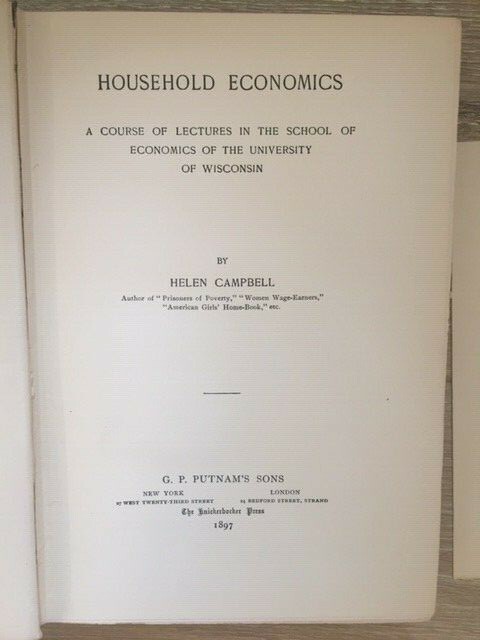 HOUSEHOLD ECONOMICS
A COURSE OF LECTURES IN THE SCHOOL OF
ECONOMICS OF THE UNIVERSITY
OF WISCONSIN
BY
HELEN CAMPBELL
Author of "Prisoners of Poverty," "Women Wage-Earners,"
"American Girls' Home-Book," etc.
G. P. PUTNAM'S SONS
NEW YORK LONDON
27 WEST TWENTY-THIRD STREET 24 BEDFORD STREET, STRAND
The Knickerbocker Press
1897